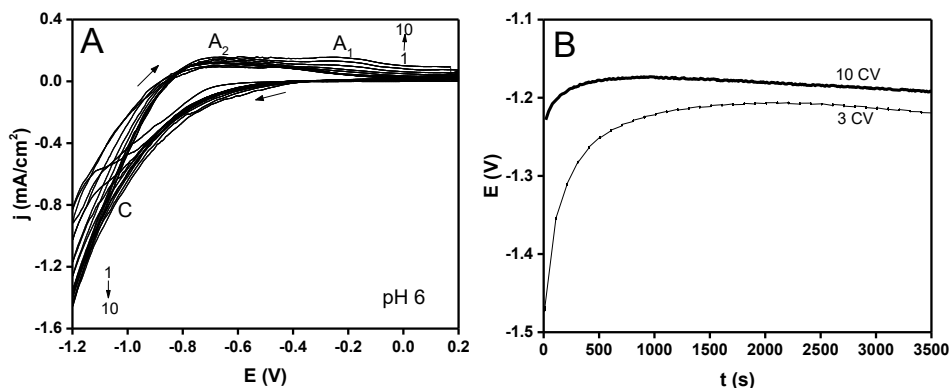 A
A₂
A₁
10
1
C
1
10
pH 6
0.4
0.0
-0.4
-0.8
-1.2
-1.6
j (mA/cm²)
-1.2 -1.0 -0.8 -0.6 -0.4 -0.2 0.0 0.2
E (V)
B
10 CV
3 CV
-1.1
-1.2
-1.3
-1.4
-1.5
E (V)
0 500 1000 1500 2000 2500 3000 3500
t (s)